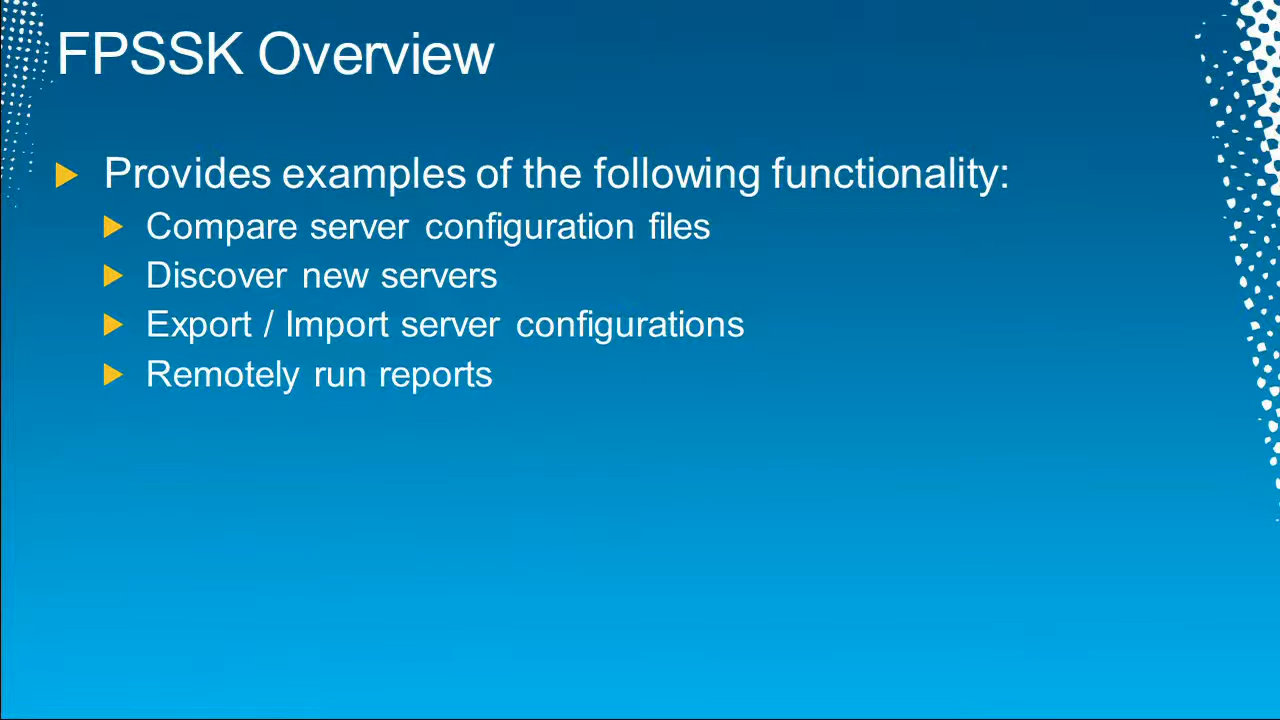 FPSSK Overview
Provides examples of the following functionality:
Compare server configuration files
Discover new servers
Export / Import server configurations
Remotely run reports